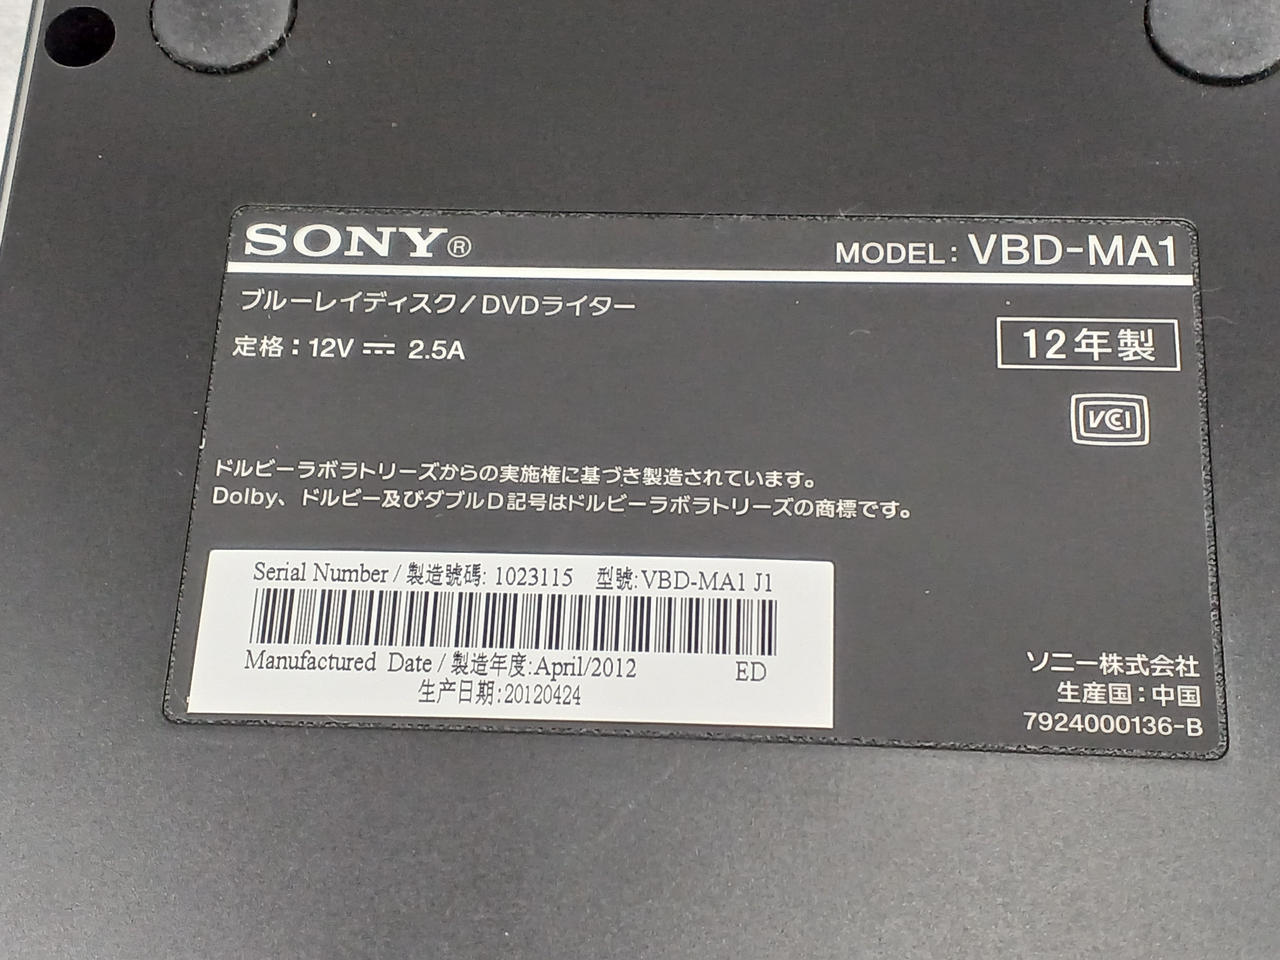 SONY®
MODEL: VBD-MA1
ブルーレイディスク/DVDライター
定格：12V ⎓ 2.5A
12年製
VCCI
ドルビーラボラトリーズからの実施権に基づき製造されています。
Dolby、ドルビー及びダブルD記号はドルビーラボラトリーズの商標です。
Serial Number / 製造號碼: 1023115 型號:VBD-MA1 J1
Manufactured Date / 製造年度:April/2012 ED
生产日期:20120424
ソニー株式会社
生産国：中国
7924000136-B